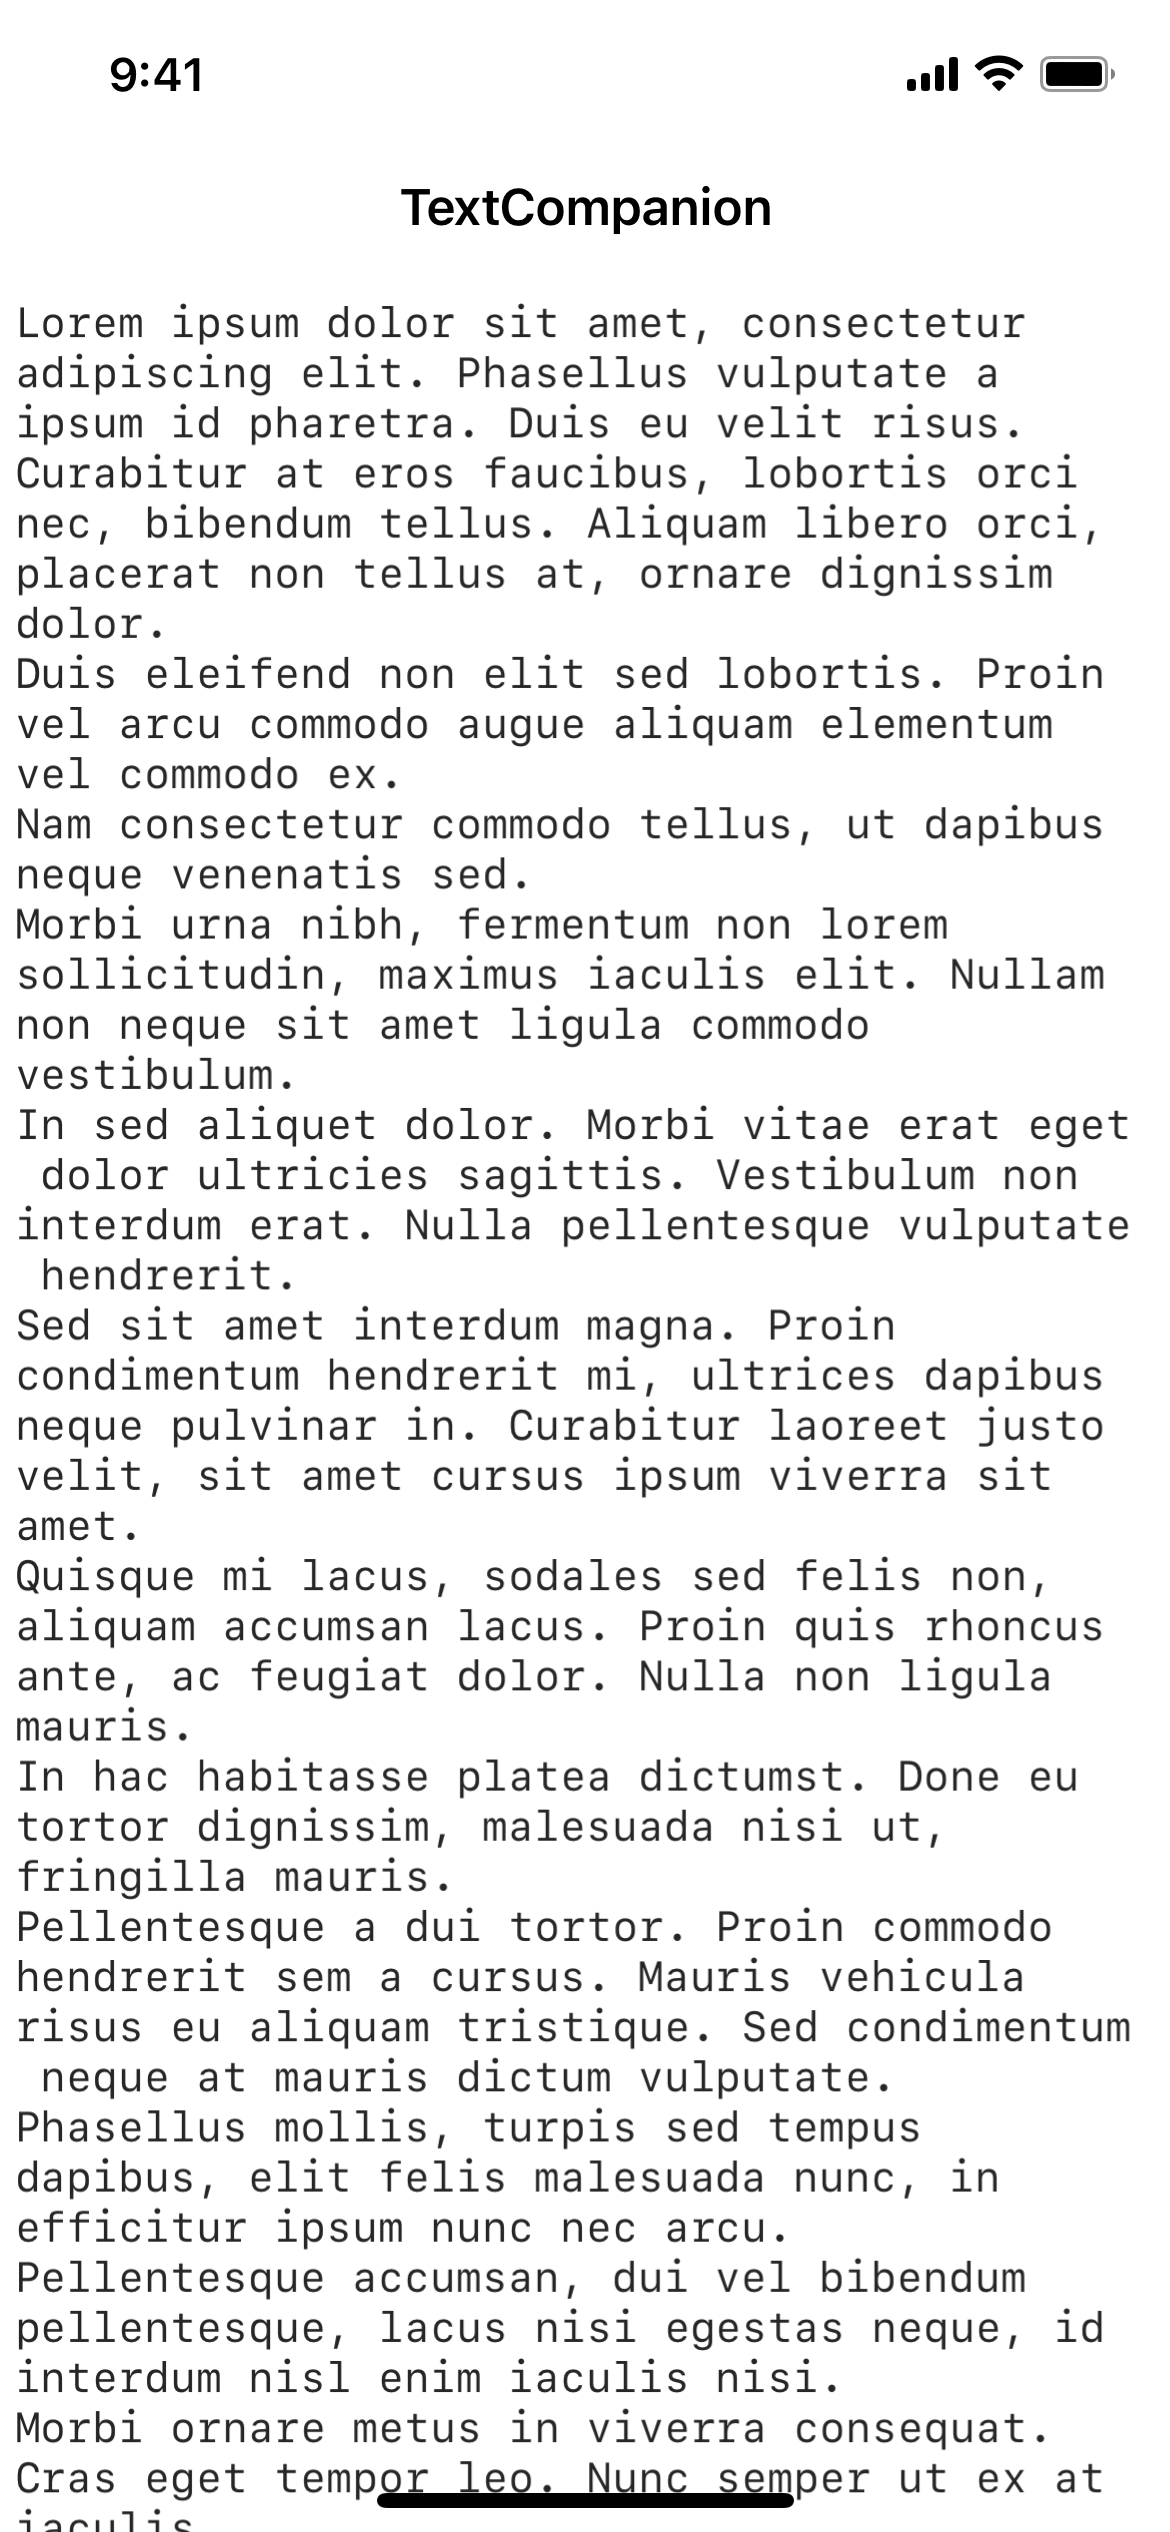 9:41
TextCompanion
Lorem ipsum dolor sit amet, consectetur
adipiscing elit. Phasellus vulputate a
ipsum id pharetra. Duis eu velit risus.
Curabitur at eros faucibus, lobortis orci
nec, bibendum tellus. Aliquam libero orci,
placerat non tellus at, ornare dignissim
dolor.
Duis eleifend non elit sed lobortis. Proin
vel arcu commodo augue aliquam elementum
vel commodo ex.
Nam consectetur commodo tellus, ut dapibus
neque venenatis sed.
Morbi urna nibh, fermentum non lorem
sollicitudin, maximus iaculis elit. Nullam
non neque sit amet ligula commodo
vestibulum.
In sed aliquet dolor. Morbi vitae erat eget
 dolor ultricies sagittis. Vestibulum non
interdum erat. Nulla pellentesque vulputate
 hendrerit.
Sed sit amet interdum magna. Proin
condimentum hendrerit mi, ultrices dapibus
neque pulvinar in. Curabitur laoreet justo
velit, sit amet cursus ipsum viverra sit
amet.
Quisque mi lacus, sodales sed felis non,
aliquam accumsan lacus. Proin quis rhoncus
ante, ac feugiat dolor. Nulla non ligula
mauris.
In hac habitasse platea dictumst. Done eu
tortor dignissim, malesuada nisi ut,
fringilla mauris.
Pellentesque a dui tortor. Proin commodo
hendrerit sem a cursus. Mauris vehicula
risus eu aliquam tristique. Sed condimentum
 neque at mauris dictum vulputate.
Phasellus mollis, turpis sed tempus
dapibus, elit felis malesuada nunc, in
efficitur ipsum nunc nec arcu.
Pellentesque accumsan, dui vel bibendum
pellentesque, lacus nisi egestas neque, id
interdum nisl enim iaculis nisi.
Morbi ornare metus in viverra consequat.
Cras eget tempor leo. Nunc semper ut ex at
iaculis